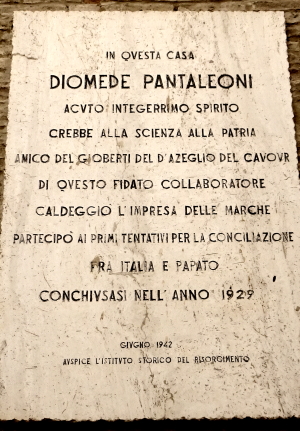 IN QVESTA CASA
DIOMEDE PANTALEONI
ACVTO INTEGERRIMO SPIRITO
CREBBE ALLA SCIENZA ALLA PATRIA
AMICO DEL GIOBERTI DEL D'AZEGLIO DEL CAVOVR
DI QVESTO FIDATO COLLABORATORE
CALDEGGIÒ L'IMPRESA DELLE MARCHE
PARTECIPÒ AI PRIMI TENTATIVI PER LA CONCILIAZIONE
FRA ITALIA E PAPATO
CONCHIVSASI NELL'ANNO 1929
GIVGNO 1942
AVSPICE L'ISTITVTO STORICO DEL RISORGIMENTO